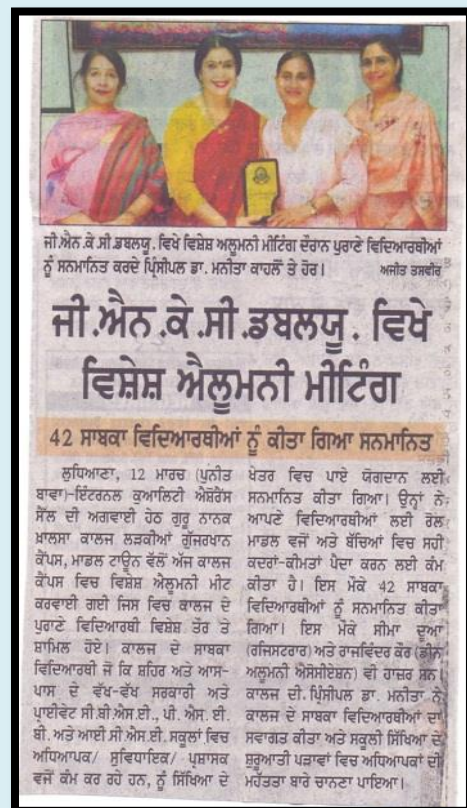 ਜੀ.ਐਨ.ਕੇ.ਸੀ.ਡਬਲਯੂ. ਵਿਖੇ ਵਿਸ਼ੇਸ਼ ਅਲੂਮਨੀ ਮੀਟਿੰਗ ਦੌਰਾਨ ਪੁਰਾਣੇ ਵਿਦਿਆਰਥੀਆਂ
ਨੂੰ ਸਨਮਾਨਿਤ ਕਰਦੇ ਪ੍ਰਿੰਸੀਪਲ ਡਾ. ਮਨੀਤਾ ਕਾਹਲੋਂ ਤੇ ਹੋਰ। ਅਜੀਤ ਤਸਵੀਰ
ਜੀ.ਐਨ.ਕੇ.ਸੀ.ਡਬਲਯੂ. ਵਿਖੇ
ਵਿਸ਼ੇਸ਼ ਐਲੂਮਨੀ ਮੀਟਿੰਗ
42 ਸਾਬਕਾ ਵਿਦਿਆਰਥੀਆਂ ਨੂੰ ਕੀਤਾ ਗਿਆ ਸਨਮਾਨਿਤ
ਲੁਧਿਆਣਾ, 12 ਮਾਰਚ (ਪੁਨੀਤ
ਬਾਵਾ)-ਇੰਟਰਨਲ ਕੁਆਲਿਟੀ ਐਸ਼ੋਰੈਂਸ
ਸੈੱਲ ਦੀ ਅਗਵਾਈ ਹੇਠ ਗੁਰੂ ਨਾਨਕ
ਖ਼ਾਲਸਾ ਕਾਲਜ ਲੜਕੀਆਂ ਗੁੱਜਰਖਾਨ
ਕੈਂਪਸ, ਮਾਡਲ ਟਾਊਨ ਵੱਲੋਂ ਅੱਜ ਕਾਲਜ
ਕੈਂਪਸ ਵਿਚ ਵਿਸ਼ੇਸ਼ ਐਲੂਮਨੀ ਮੀਟ
ਕਰਵਾਈ ਗਈ ਜਿਸ ਵਿਚ ਕਾਲਜ ਦੇ
ਪੁਰਾਣੇ ਵਿਦਿਆਰਥੀ ਵਿਸ਼ੇਸ਼ ਤੌਰ ਤੇ
ਸ਼ਾਮਿਲ ਹੋਏ। ਕਾਲਜ ਦੇ ਸਾਬਕਾ
ਵਿਦਿਆਰਥੀ ਜੋ ਕਿ ਸ਼ਹਿਰ ਅਤੇ ਆਸ-
ਪਾਸ ਦੇ ਵੱਖ-ਵੱਖ ਸਰਕਾਰੀ ਅਤੇ
ਪ੍ਰਾਈਵੇਟ ਸੀ.ਬੀ.ਐਸ.ਈ., ਪੀ. ਐਸ. ਈ.
ਬੀ. ਅਤੇ ਆਈ ਸੀ ਐਸ ਈ. ਸਕੂਲਾਂ ਵਿਚ
ਅਧਿਆਪਕ/ ਸੁਵਿਧਾਇਕ/ ਪ੍ਰਸ਼ਾਸਕ
ਵਜੋਂ ਕੰਮ ਕਰ ਰਹੇ ਹਨ, ਨੂੰ ਸਿੱਖਿਆ ਦੇ
ਖੇਤਰ ਵਿਚ ਪਾਏ ਯੋਗਦਾਨ ਲਈ
ਸਨਮਾਨਿਤ ਕੀਤਾ ਗਿਆ। ਉਨ੍ਹਾਂ ਨੇ
ਆਪਣੇ ਵਿਦਿਆਰਥੀਆਂ ਲਈ ਰੋਲ
ਮਾਡਲ ਵਜੋਂ ਅਤੇ ਬੱਚਿਆਂ ਵਿਚ ਸਹੀ
ਕਦਰਾਂ-ਕੀਮਤਾਂ ਪੈਦਾ ਕਰਨ ਲਈ ਕੰਮ
ਕੀਤਾ ਹੈ। ਇਸ ਮੌਕੇ 42 ਸਾਬਕਾ
ਵਿਦਿਆਰਥੀਆਂ ਨੂੰ ਸਨਮਾਨਿਤ ਕੀਤਾ
ਗਿਆ। ਇਸ ਮੌਕੇ ਸੀਮਾ ਦੂਆ
(ਰਜਿਸਟਰਾਰ) ਅਤੇ ਰਾਜਵਿੰਦਰ ਕੌਰ (ਡੀਨ
ਅਲੂਮਨੀ ਐਸੋਸੀਏਸ਼ਨ) ਵੀ ਹਾਜ਼ਰ ਸਨ।
ਕਾਲਜ ਦੀ ਪ੍ਰਿੰਸੀਪਲ ਡਾ. ਮਨੀਤਾ ਨੇ
ਕਾਲਜ ਦੇ ਸਾਬਕਾ ਵਿਦਿਆਰਥੀਆਂ ਦਾ
ਸਵਾਗਤ ਕੀਤਾ ਅਤੇ ਸਕੂਲੀ ਸਿੱਖਿਆ ਦੇ
ਸ਼ੁਰੂਆਤੀ ਪੜਾਵਾਂ ਵਿਚ ਅਧਿਆਪਕਾਂ ਦੀ
ਮਹੱਤਤਾ ਬਾਰੇ ਚਾਨਣਾ ਪਾਇਆ।